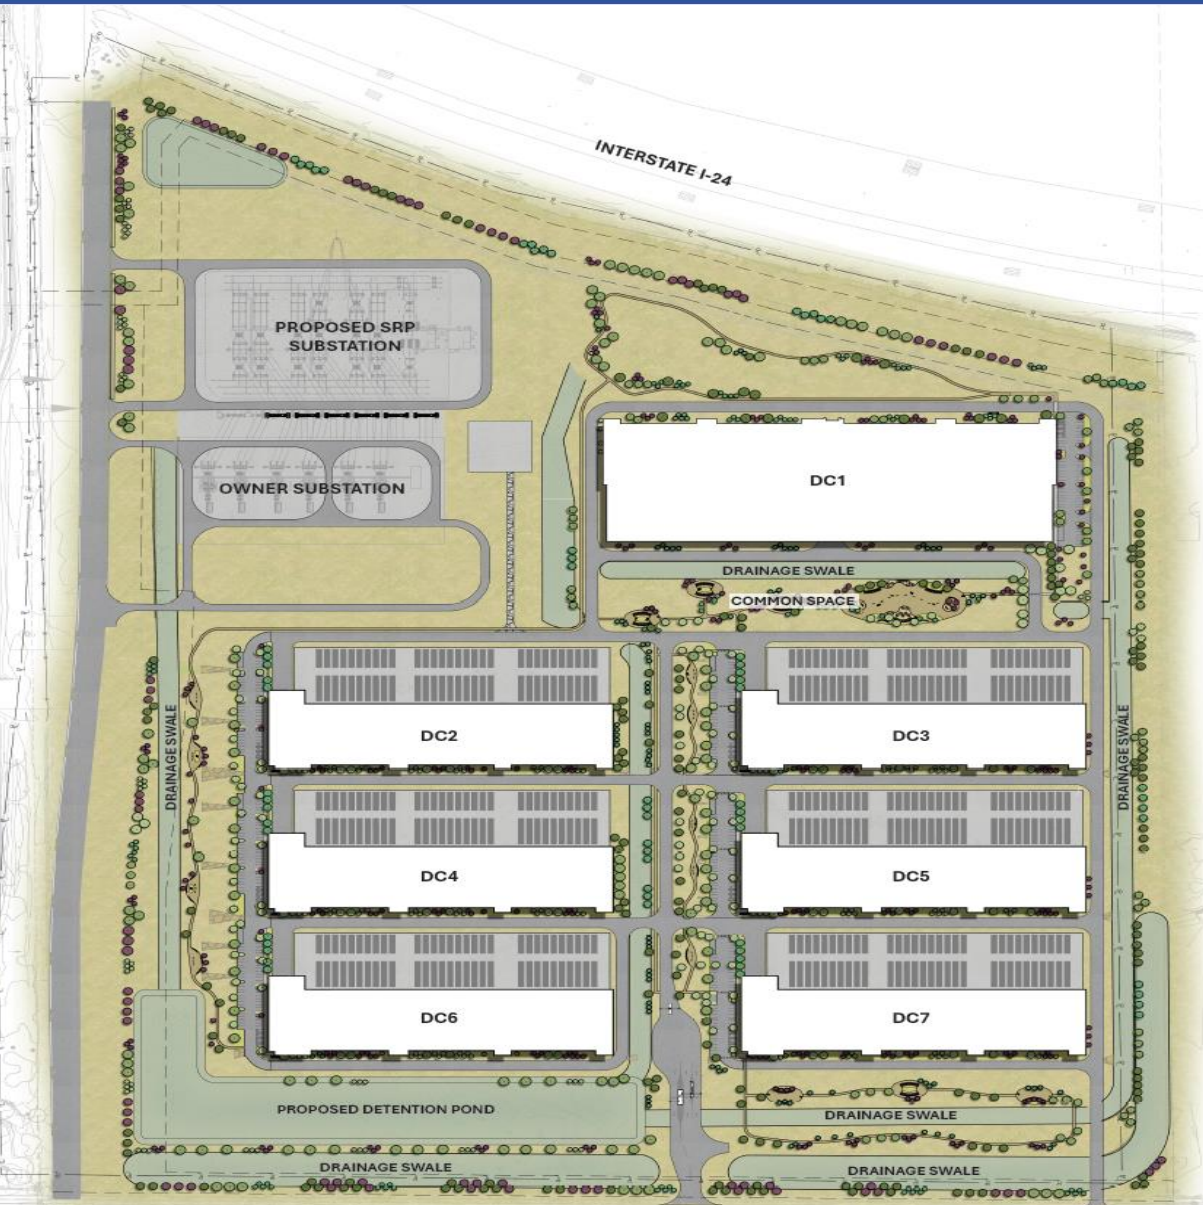 INTERSTATE I-24
PROPOSED SRP
SUBSTATION
OWNER SUBSTATION
DC1
DRAINAGE SWALE
COMMON SPACE
DC2
DC3
DRAINAGE SWALE
DRAINAGE SWALE
DC4
DC5
DC6
DC7
PROPOSED DETENTION POND
DRAINAGE SWALE
DRAINAGE SWALE
DRAINAGE SWALE